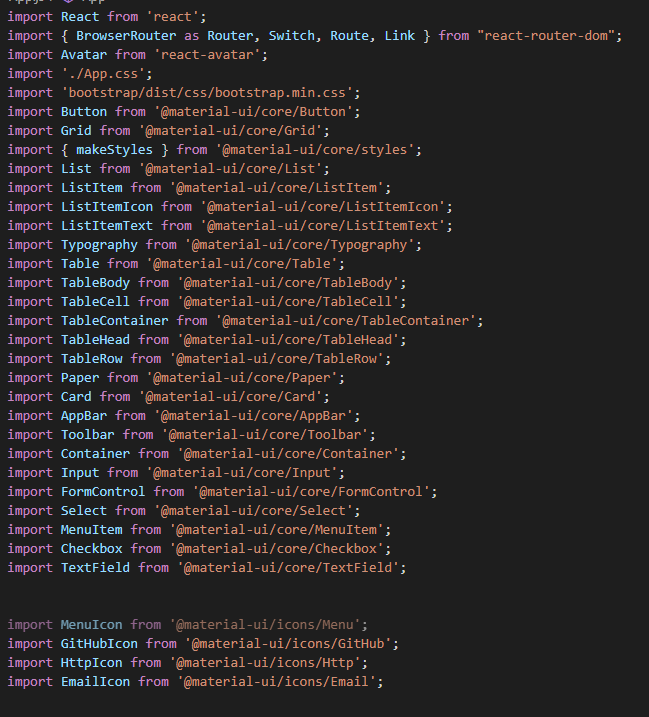 import React from 'react';
import { BrowserRouter as Router, Switch, Route, Link } from "react-router-dom";
import Avatar from 'react-avatar';
import './App.css';
import 'bootstrap/dist/css/bootstrap.min.css';
import Button from '@material-ui/core/Button';
import Grid from '@material-ui/core/Grid';
import { makeStyles } from '@material-ui/core/styles';
import List from '@material-ui/core/List';
import ListItem from '@material-ui/core/ListItem';
import ListItemIcon from '@material-ui/core/ListItemIcon';
import ListItemText from '@material-ui/core/ListItemText';
import Typography from '@material-ui/core/Typography';
import Table from '@material-ui/core/Table';
import TableBody from '@material-ui/core/TableBody';
import TableCell from '@material-ui/core/TableCell';
import TableContainer from '@material-ui/core/TableContainer';
import TableHead from '@material-ui/core/TableHead';
import TableRow from '@material-ui/core/TableRow';
import Paper from '@material-ui/core/Paper';
import Card from '@material-ui/core/Card';
import AppBar from '@material-ui/core/AppBar';
import Toolbar from '@material-ui/core/Toolbar';
import Container from '@material-ui/core/Container';
import Input from '@material-ui/core/Input';
import FormControl from '@material-ui/core/FormControl';
import Select from '@material-ui/core/Select';
import MenuItem from '@material-ui/core/MenuItem';
import Checkbox from '@material-ui/core/Checkbox';
import TextField from '@material-ui/core/TextField';
import MenuIcon from '@material-ui/icons/Menu';
import GitHubIcon from '@material-ui/icons/GitHub';
import HttpIcon from '@material-ui/icons/Http';
import EmailIcon from '@material-ui/icons/Email';